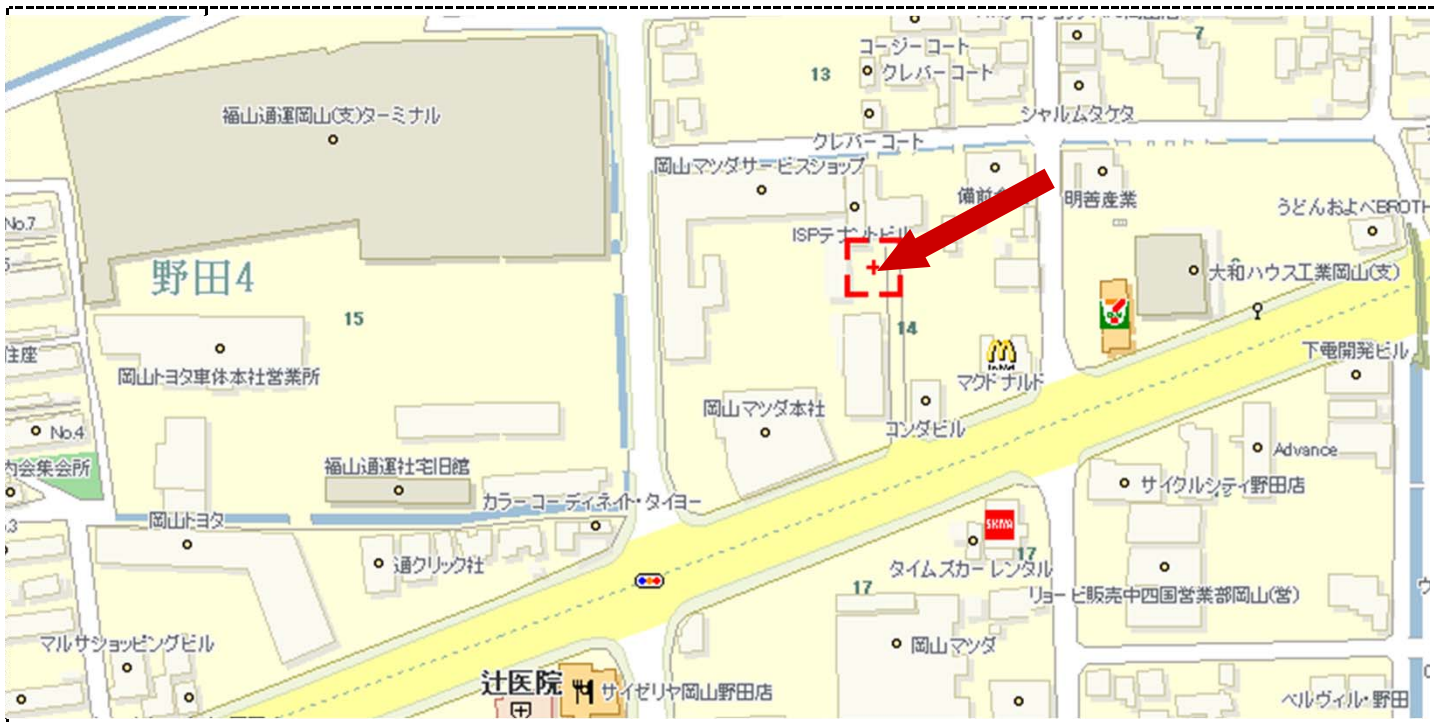 7
コージーコート
13
クレバーコート
シャルムタケタ
福山通運岡山(支)ターミナル
クレバーコート
岡山マツダサービスショップ
明善産業
No.7
ISPテナントビル
野田4
大和ハウス工業岡山(支)
15
14
下電開発ビル
岡山トヨタ車体本社営業所
マクドナルド
岡山マツダ本社
コンダビル
No.4
Advance
内会集会所
福山通運社宅旧館
サイクルシティ野田店
カラーコーディネイト・タイヨー
岡山トヨタ
SUKIYA
17
通クリック社
タイムズカーレンタル
17
リョービ販売中四国営業部岡山(営)
マルサショッピングビル
岡山マツダ
辻医院
サイゼリヤ岡山野田店
ベルヴィル・野田